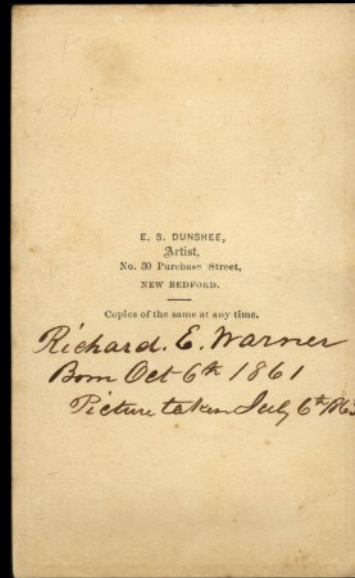 E. S. DUNSHEE,
Artist,
No. 30 Purchase Street,
NEW BEDFORD.
Copies of the same at any time.
Richard. E. Warner
Born Oct 6th 1861
Picture taken July 6th 1863